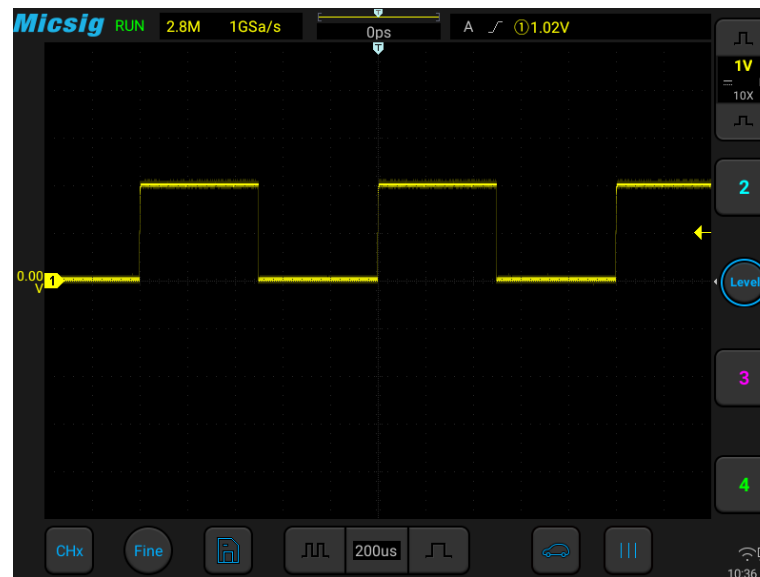 Micsig RUN 2.8M 1GSa/s T 0ps A ①1.02V
T
1V
10X
2
0.00 1
V
Level
3
4
CHx Fine 200us
10:36